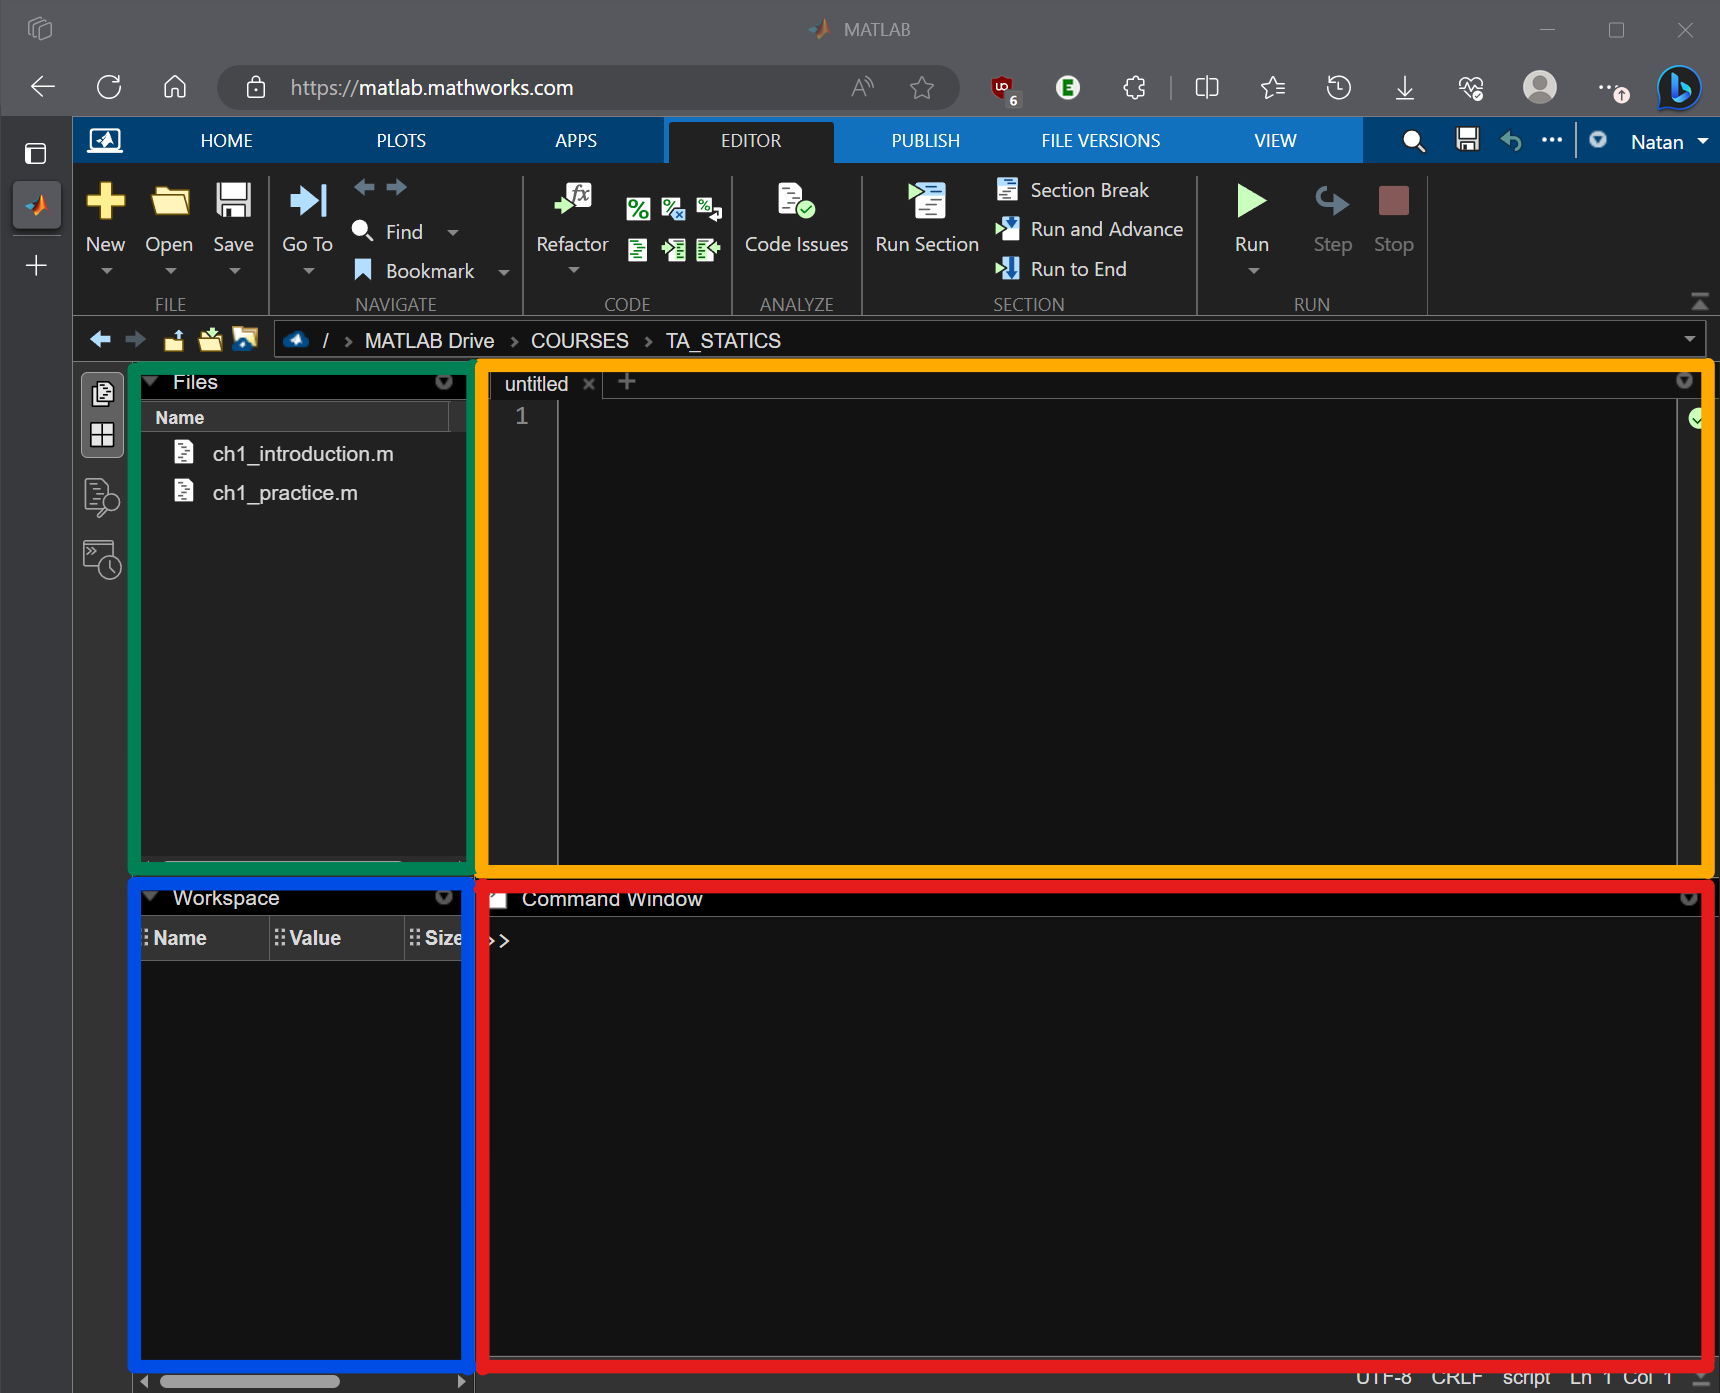 MATLAB
https://matlab.mathworks.com
6
E
HOME PLOTS APPS EDITOR PUBLISH FILE VERSIONS VIEW Natan
New Open Save Go To Find Bookmark Refactor Code Issues Run Section Section Break Run and Advance Run to End Run Step Stop
FILE NAVIGATE CODE ANALYZE SECTION RUN
/ > MATLAB Drive > COURSES > TA_STATICS
Files
Name
ch1_introduction.m
ch1_practice.m
untitled × +
1
Workspace
Name Value Size
Command Window
>>
UTF-8 CRLF script Ln 1 Col 1